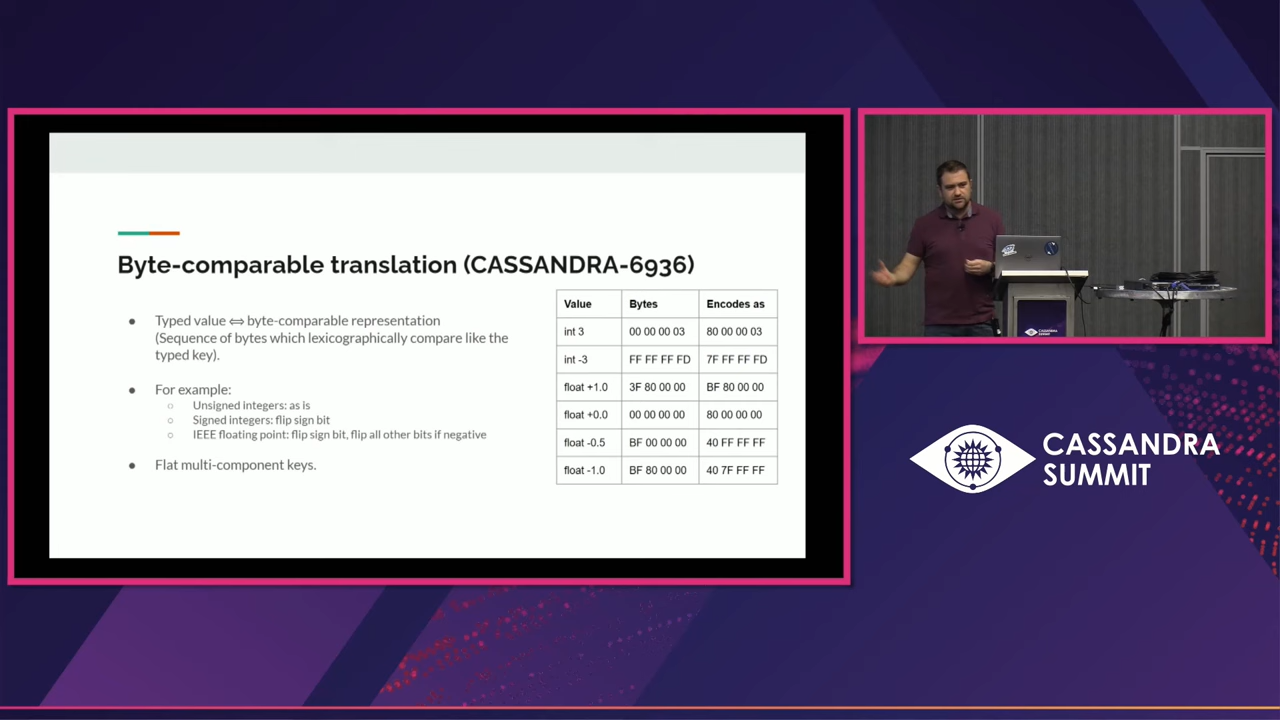 Byte-comparable translation (CASSANDRA-6936)
● Typed value ⇔ byte-comparable representation
(Sequence of bytes which lexicographically compare like the
typed key).
● For example:
○ Unsigned integers: as is
○ Signed integers: flip sign bit
○ IEEE floating point: flip sign bit, flip all other bits if negative
● Flat multi-component keys.
Value Bytes Encodes as
int 3 00 00 00 03 80 00 00 03
int -3 FF FF FF FD 7F FF FF FD
float +1.0 3F 80 00 00 BF 80 00 00
float +0.0 00 00 00 00 80 00 00 00
float -0.5 BF 00 00 00 40 FF FF FF
float -1.0 BF 80 00 00 40 7F FF FF
CASSANDRA
SUMMIT